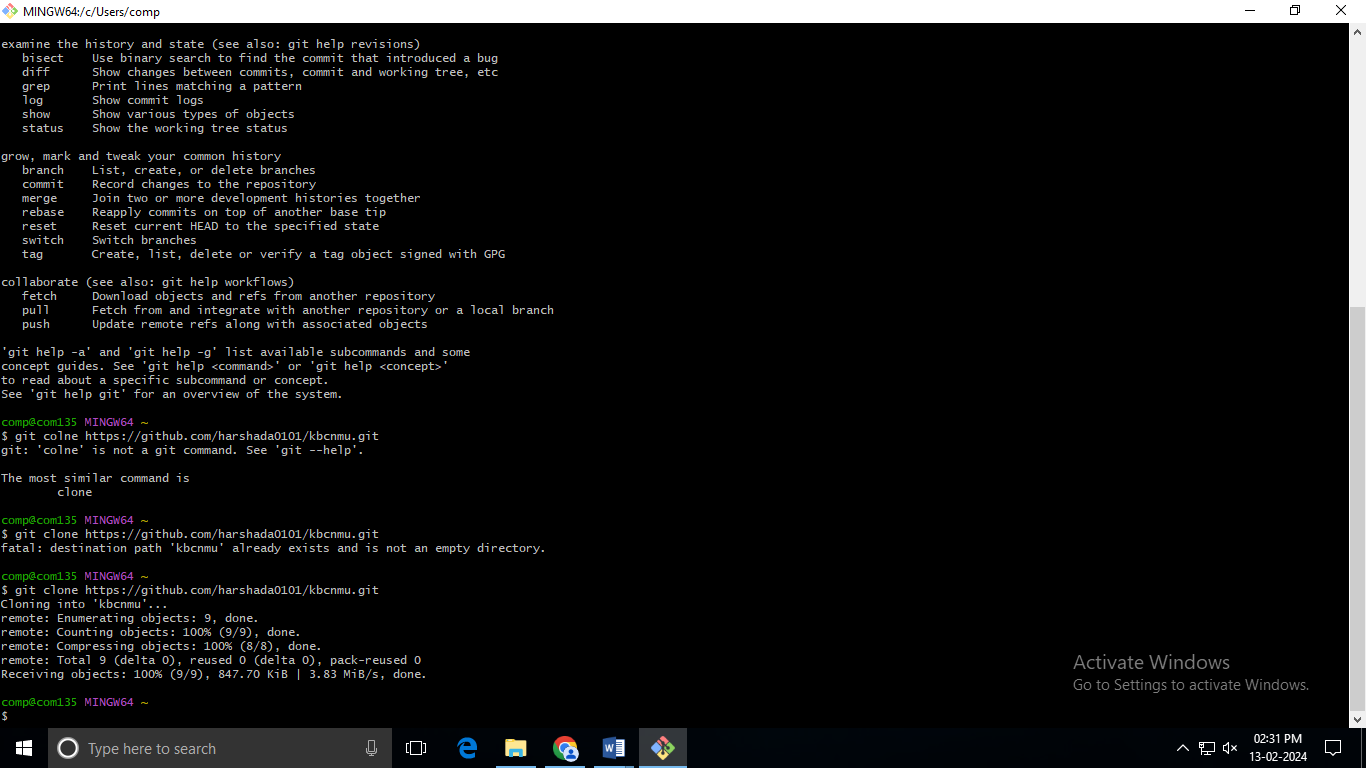 MINGW64:/c/Users/comp
examine the history and state (see also: git help revisions)
   bisect    Use binary search to find the commit that introduced a bug
   diff      Show changes between commits, commit and working tree, etc
   grep      Print lines matching a pattern
   log       Show commit logs
   show      Show various types of objects
   status    Show the working tree status
grow, mark and tweak your common history
   branch    List, create, or delete branches
   commit    Record changes to the repository
   merge     Join two or more development histories together
   rebase    Reapply commits on top of another base tip
   reset     Reset current HEAD to the specified state
   switch    Switch branches
   tag       Create, list, delete or verify a tag object signed with GPG
collaborate (see also: git help workflows)
   fetch     Download objects and refs from another repository
   pull      Fetch from and integrate with another repository or a local branch
   push      Update remote refs along with associated objects
'git help -a' and 'git help -g' list available subcommands and some
concept guides. See 'git help <command>' or 'git help <concept>'
to read about a specific subcommand or concept.
See 'git help git' for an overview of the system.
comp@com135 MINGW64 ~
$ git colne https://github.com/harshada0101/kbcnmu.git
git: 'colne' is not a git command. See 'git --help'.
The most similar command is
        clone
comp@com135 MINGW64 ~
$ git clone https://github.com/harshada0101/kbcnmu.git
fatal: destination path 'kbcnmu' already exists and is not an empty directory.
comp@com135 MINGW64 ~
$ git clone https://github.com/harshada0101/kbcnmu.git
Cloning into 'kbcnmu'...
remote: Enumerating objects: 9, done.
remote: Counting objects: 100% (9/9), done.
remote: Compressing objects: 100% (8/8), done.
remote: Total 9 (delta 0), reused 0 (delta 0), pack-reused 0
Receiving objects: 100% (9/9), 847.70 KiB | 3.83 MiB/s, done.
comp@com135 MINGW64 ~
$
Activate Windows
Go to Settings to activate Windows.
Type here to search
02:31 PM
13-02-2024